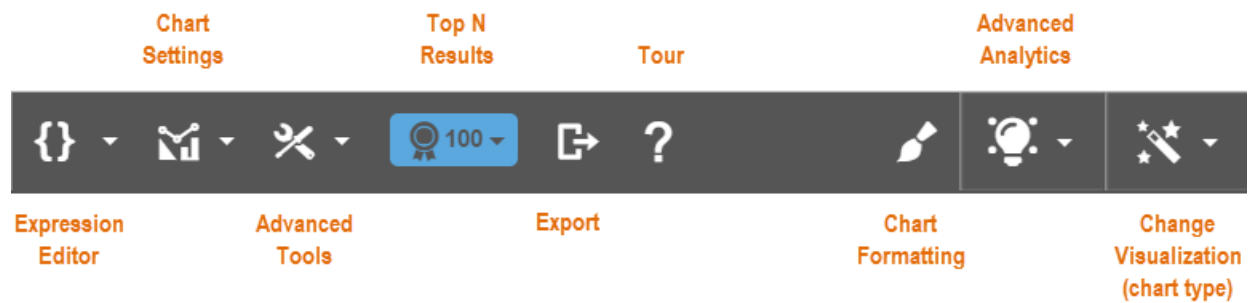 Chart
Settings
Top N
Results
Tour
Advanced
Analytics
{}
100
?
Expression
Editor
Advanced
Tools
Export
Chart
Formatting
Change
Visualization
(chart type)